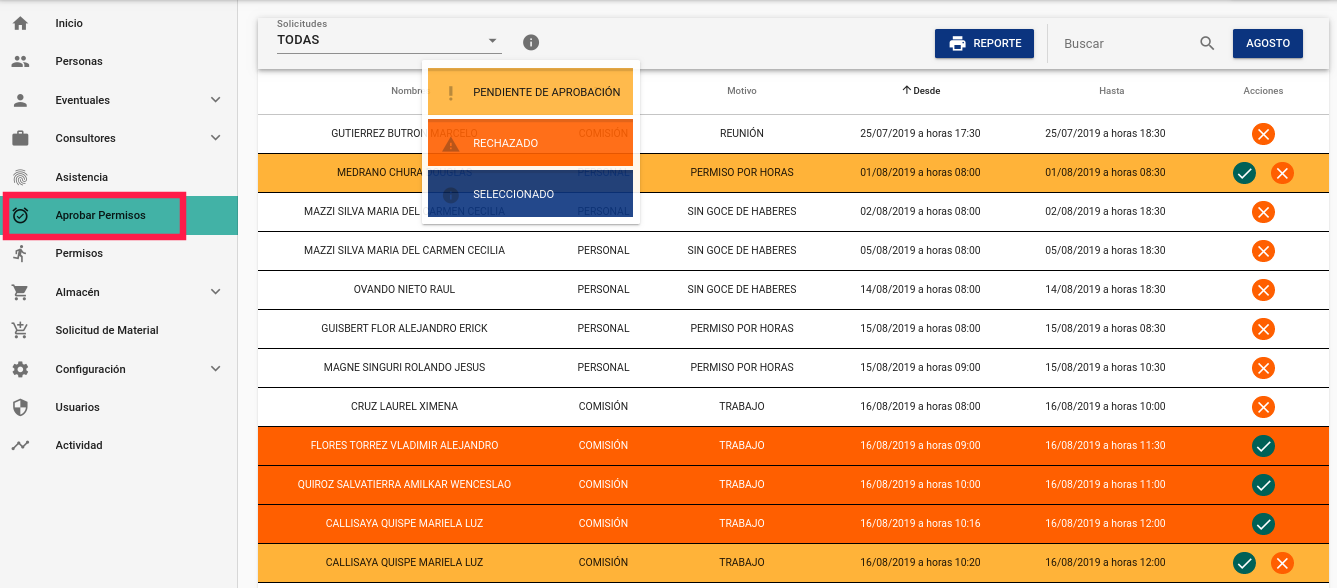 Inicio
Personas
Eventuales
Consultores
Asistencia
Aprobar Permisos
Permisos
Almacén
Solicitud de Material
Configuración
Usuarios
Actividad
Solicitudes
TODAS
REPORTE
Buscar
AGOSTO
PENDIENTE DE APROBACIÓN
RECHAZADO
SELECCIONADO
Nombre Motivo Desde Hasta Acciones
GUTIERREZ BUTRON MARCELO COMISIÓN REUNIÓN 25/07/2019 a horas 17:30 25/07/2019 a horas 18:30
MEDRANO CHURA DOUGLAS PERSONAL PERMISO POR HORAS 01/08/2019 a horas 08:00 01/08/2019 a horas 08:30
MAZZI SILVA MARIA DEL CARMEN CECILIA PERSONAL SIN GOCE DE HABERES 02/08/2019 a horas 08:00 02/08/2019 a horas 18:30
MAZZI SILVA MARIA DEL CARMEN CECILIA PERSONAL SIN GOCE DE HABERES 05/08/2019 a horas 08:00 05/08/2019 a horas 18:30
OVANDO NIETO RAUL PERSONAL SIN GOCE DE HABERES 14/08/2019 a horas 08:00 14/08/2019 a horas 18:30
GUISBERT FLOR ALEJANDRO ERICK PERSONAL PERMISO POR HORAS 15/08/2019 a horas 08:00 15/08/2019 a horas 08:30
MAGNE SINGURI ROLANDO JESUS PERSONAL PERMISO POR HORAS 15/08/2019 a horas 09:00 15/08/2019 a horas 10:30
CRUZ LAUREL XIMENA COMISIÓN TRABAJO 16/08/2019 a horas 08:00 16/08/2019 a horas 10:00
FLORES TORREZ VLADIMIR ALEJANDRO COMISIÓN TRABAJO 16/08/2019 a horas 09:00 16/08/2019 a horas 11:30
QUIROZ SALVATIERRA AMILKAR WENCESLAO COMISIÓN TRABAJO 16/08/2019 a horas 10:00 16/08/2019 a horas 11:00
CALLISAYA QUISPE MARIELA LUZ COMISIÓN TRABAJO 16/08/2019 a horas 10:16 16/08/2019 a horas 12:00
CALLISAYA QUISPE MARIELA LUZ COMISIÓN TRABAJO 16/08/2019 a horas 10:20 16/08/2019 a horas 12:00